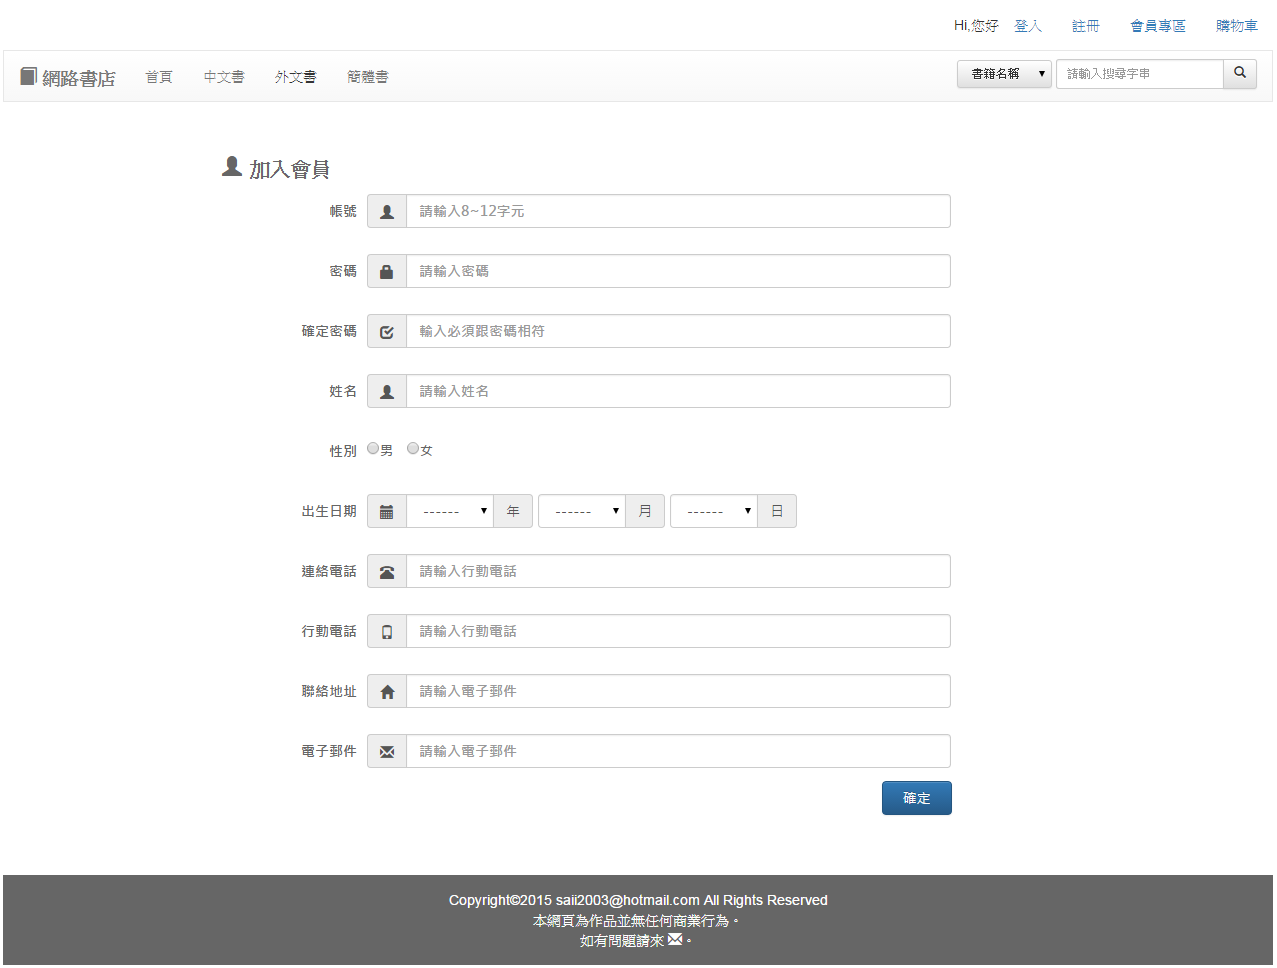 Hi,您好 登入 註冊 會員專區 購物車
網路書店 首頁 中文書 外文書 簡體書 書籍名稱 請輸入搜尋字串
加入會員
帳號 請輸入8~12字元
密碼 請輸入密碼
確定密碼 輸入必須跟密碼相符
姓名 請輸入姓名
性別 男 女
出生日期 ------ 年 ------ 月 ------ 日
連絡電話 請輸入行動電話
行動電話 請輸入行動電話
聯絡地址 請輸入電子郵件
電子郵件 請輸入電子郵件
確定
Copyright©2015 saii2003@hotmail.com All Rights Reserved
本網頁為作品並無任何商業行為。
如有問題請來 。